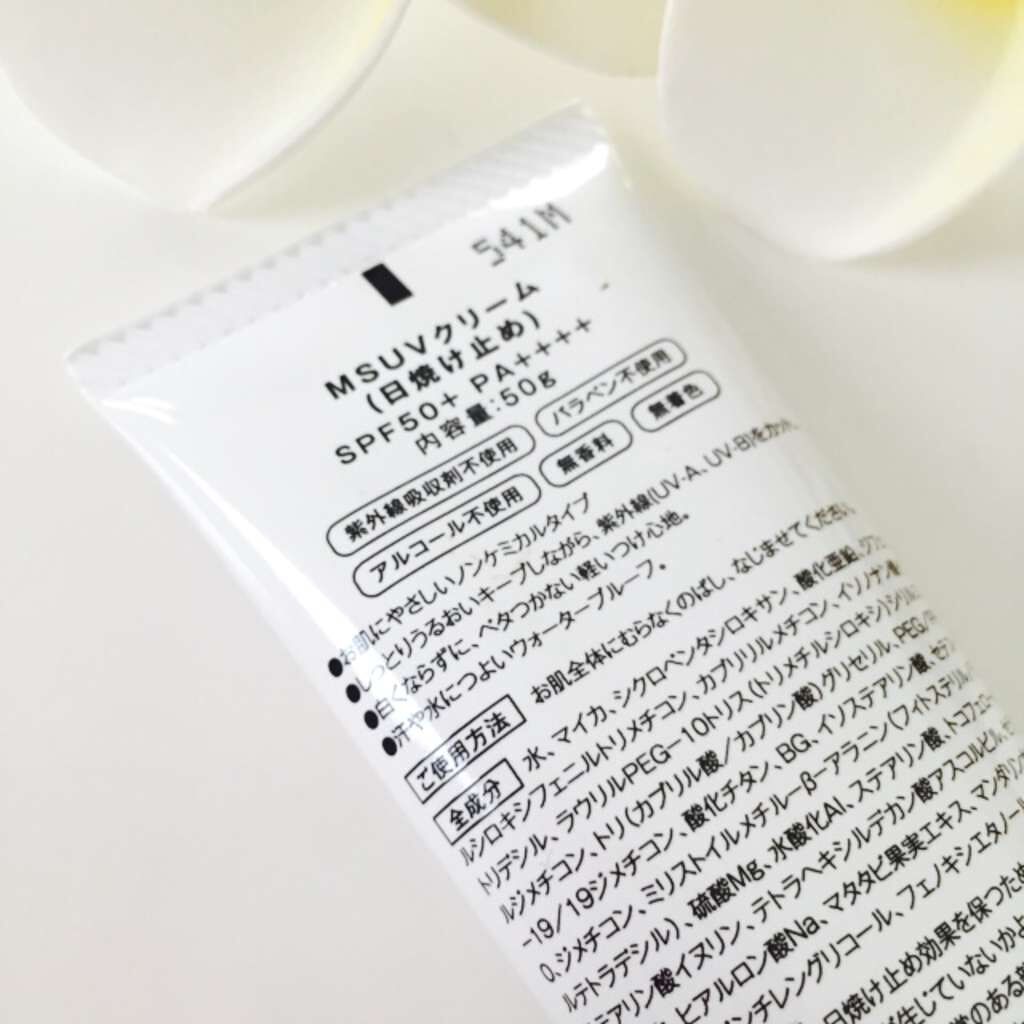 541M
MSUVクリーム
(日焼け止め)
SPF50+ PA++++
内容量:50g
紫外線吸収剤不使用 パラベン不使用
アルコール不使用 無香料 無着色
●お肌にやさしいノンケミカルタイプ
●しっとりうるおいキープしながら、紫外線(UV-A、UV-B)をカット
●白くならずに、ベタつかない軽いつけ心地。
●汗や水につよいウォータープルーフ。
ご使用方法 お肌全体にむらなくのばし、なじませてください
全成分 水、マイカ、シクロペンタシロキサン、酸化亜鉛、
ルシロキシフェニルトリメチコン、カプリリルメチコン、イソノナン酸
トリデシル、ラウリルPEG-10トリス(トリメチルシロキシ)シリル
ルジメチコン、トリ(カプリル酸/カプリン酸)グリセリル、PEG/P
-19/19ジメチコン、酸化チタン、BG、イソステアリン酸、セテ
0、ジメチコン、ミリストイルメチル-β-アラニン(フィトステリル
ルテトラデシル)、硫酸Mg、水酸化Al、ステアリン酸、トコフェロー
テアリン酸イヌリン、テトラヘキシルデカン酸アスコルビル、
ヒアルロン酸Na、マタタビ果実エキス、マンダリン
ンチレングリコール、フェノキシエタノール
日焼け止め効果を保つため
が生じていないかよ
のある部